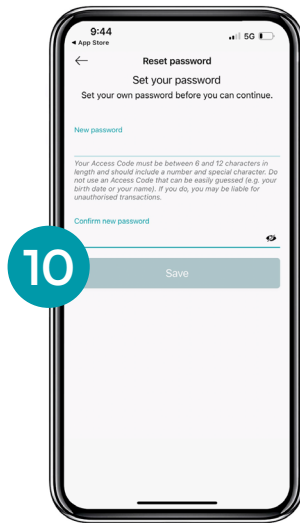 9:44
5G
◀ App Store
← Reset password
Set your password
Set your own password before you can continue.
New password
Your Access Code must be between 6 and 12 characters in
length and should include a number and special character. Do
not use an Access Code that can be easily guessed (e.g. your
birth date or your name). If you do, you may be liable for
unauthorised transactions.
Confirm new password
10
Save